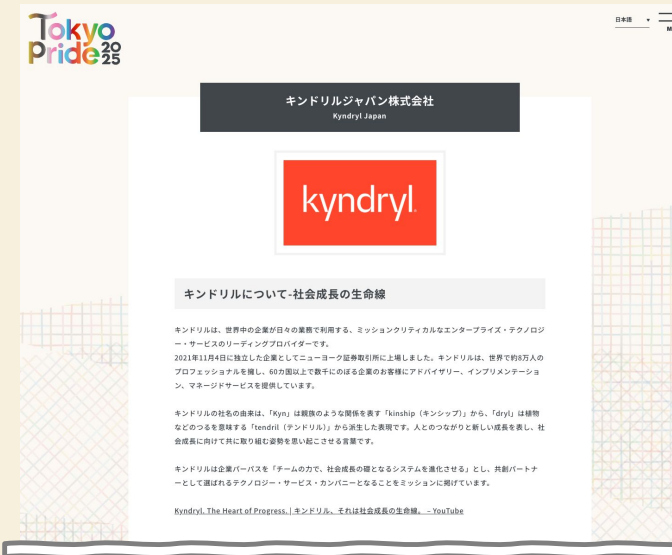 Tokyo
Pride 2025
日本語
M
キンドリルジャパン株式会社
Kyndryl Japan
kyndryl.
キンドリルについて-社会成長の生命線
キンドリルは、世界中の企業が日々の業務で利用する、ミッションクリティカルなエンタープライズ・テクノロジ
ー・サービスのリーディングプロバイダーです。
2021年11月4日に独立した企業としてニューヨーク証券取引所に上場しました。キンドリルは、世界で約8万人の
プロフェッショナルを擁し、60カ国以上で数千にのぼる企業のお客様にアドバイザリー、インプリメンテーショ
ン、マネージドサービスを提供しています。
キンドリルの社名の由来は、「Kyn」は親族のような関係を表す「kinship（キンシップ）」から、「dryl」は植物
などのつるを意味する「tendril（テンドリル）」から派生した表現です。人とのつながりと新しい成長を表し、社
会成長に向けて共に取り組む姿勢を思い起こさせる言葉です。
キンドリルは企業パーパスを「チームの力で、社会成長の礎となるシステムを進化させる」とし、共創パートナ
ーとして選ばれるテクノロジー・サービス・カンパニーとなることをミッションに掲げています。
Kyndryl. The Heart of Progress. | キンドリル、それは社会成長の生命線。 – YouTube